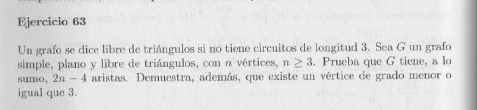 Ejercicio 63
Un grafo se dice libre de triángulos si no tiene circuitos de longitud 3. Sea G un grafo
simple, plano y libre de triángulos, con n vértices, n ≥ 3. Prueba que G tiene, a lo
sumo, 2n − 4 aristas. Demuestra, además, que existe un vértice de grado menor o
igual que 3.